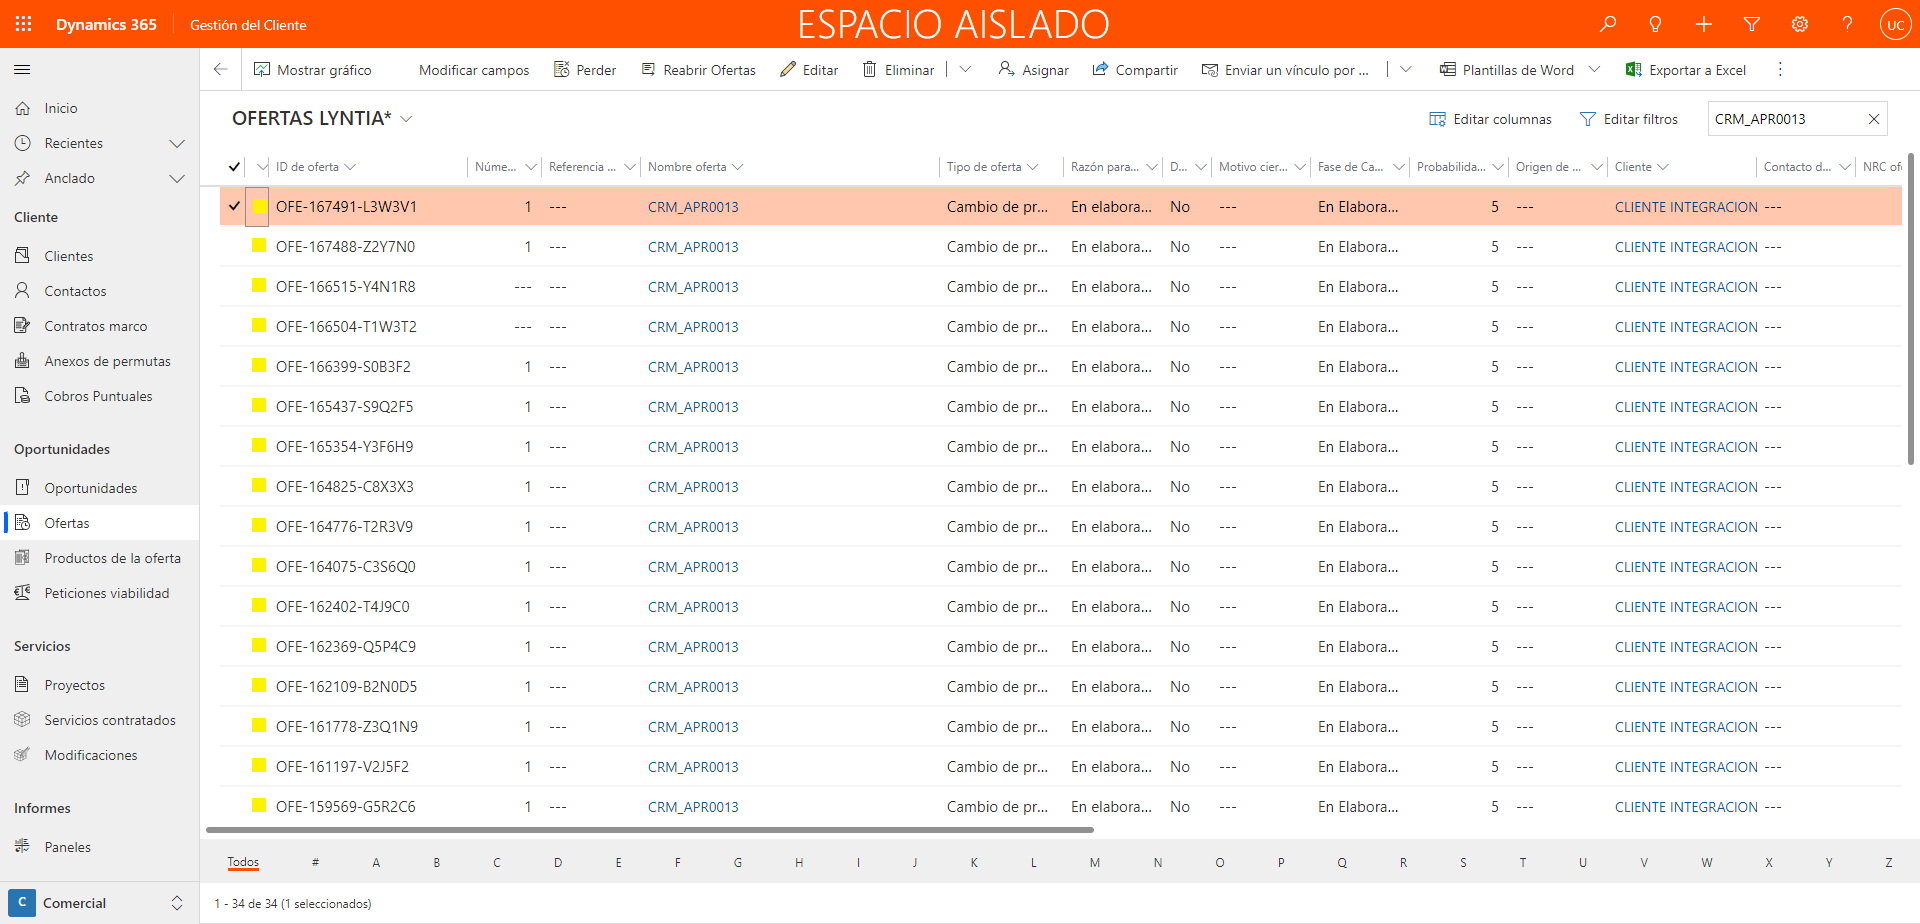 Dynamics 365 Gestión del Cliente ESPACIO AISLADO UC
Mostrar gráfico Modificar campos Perder Reabrir Ofertas Editar Eliminar Asignar Compartir Enviar un vínculo por ... Plantillas de Word Exportar a Excel
Inicio
Recientes
Anclado
Cliente
Clientes
Contactos
Contratos marco
Anexos de permutas
Cobros Puntuales
Oportunidades
Oportunidades
Ofertas
Productos de la oferta
Peticiones viabilidad
Servicios
Proyectos
Servicios contratados
Modificaciones
Informes
Paneles
C Comercial
OFERTAS LYNTIA* Editar columnas Editar filtros CRM_APR0013
ID de oferta Núme... Referencia ... Nombre oferta Tipo de oferta Razón para... D... Motivo cier... Fase de Ca... Probabilida... Origen de ... Cliente Contacto d... NRC of
OFE-167491-L3W3V1 1 --- CRM_APR0013 Cambio de pr... En elabora... No --- En Elabora... 5 --- CLIENTE INTEGRACION ---
OFE-167488-Z2Y7N0 1 --- CRM_APR0013 Cambio de pr... En elabora... No --- En Elabora... 5 --- CLIENTE INTEGRACION ---
OFE-166515-Y4N1R8 --- --- CRM_APR0013 Cambio de pr... En elabora... No --- En Elabora... 5 --- CLIENTE INTEGRACION ---
OFE-166504-T1W3T2 --- --- CRM_APR0013 Cambio de pr... En elabora... No --- En Elabora... 5 --- CLIENTE INTEGRACION ---
OFE-166399-S0B3F2 1 --- CRM_APR0013 Cambio de pr... En elabora... No --- En Elabora... 5 --- CLIENTE INTEGRACION ---
OFE-165437-S9Q2F5 1 --- CRM_APR0013 Cambio de pr... En elabora... No --- En Elabora... 5 --- CLIENTE INTEGRACION ---
OFE-165354-Y3F6H9 1 --- CRM_APR0013 Cambio de pr... En elabora... No --- En Elabora... 5 --- CLIENTE INTEGRACION ---
OFE-164825-C8X3X3 1 --- CRM_APR0013 Cambio de pr... En elabora... No --- En Elabora... 5 --- CLIENTE INTEGRACION ---
OFE-164776-T2R3V9 1 --- CRM_APR0013 Cambio de pr... En elabora... No --- En Elabora... 5 --- CLIENTE INTEGRACION ---
OFE-164075-C3S6Q0 1 --- CRM_APR0013 Cambio de pr... En elabora... No --- En Elabora... 5 --- CLIENTE INTEGRACION ---
OFE-162402-T4J9C0 1 --- CRM_APR0013 Cambio de pr... En elabora... No --- En Elabora... 5 --- CLIENTE INTEGRACION ---
OFE-162369-Q5P4C9 1 --- CRM_APR0013 Cambio de pr... En elabora... No --- En Elabora... 5 --- CLIENTE INTEGRACION ---
OFE-162109-B2N0D5 1 --- CRM_APR0013 Cambio de pr... En elabora... No --- En Elabora... 5 --- CLIENTE INTEGRACION ---
OFE-161778-Z3Q1N9 1 --- CRM_APR0013 Cambio de pr... En elabora... No --- En Elabora... 5 --- CLIENTE INTEGRACION ---
OFE-161197-V2J5F2 1 --- CRM_APR0013 Cambio de pr... En elabora... No --- En Elabora... 5 --- CLIENTE INTEGRACION ---
OFE-159569-G5R2C6 1 --- CRM_APR0013 Cambio de pr... En elabora... No --- En Elabora... 5 --- CLIENTE INTEGRACION ---
Todos # A B C D E F G H I J K L M N O P Q R S T U V W X Y Z
1 - 34 de 34 (1 seleccionados)